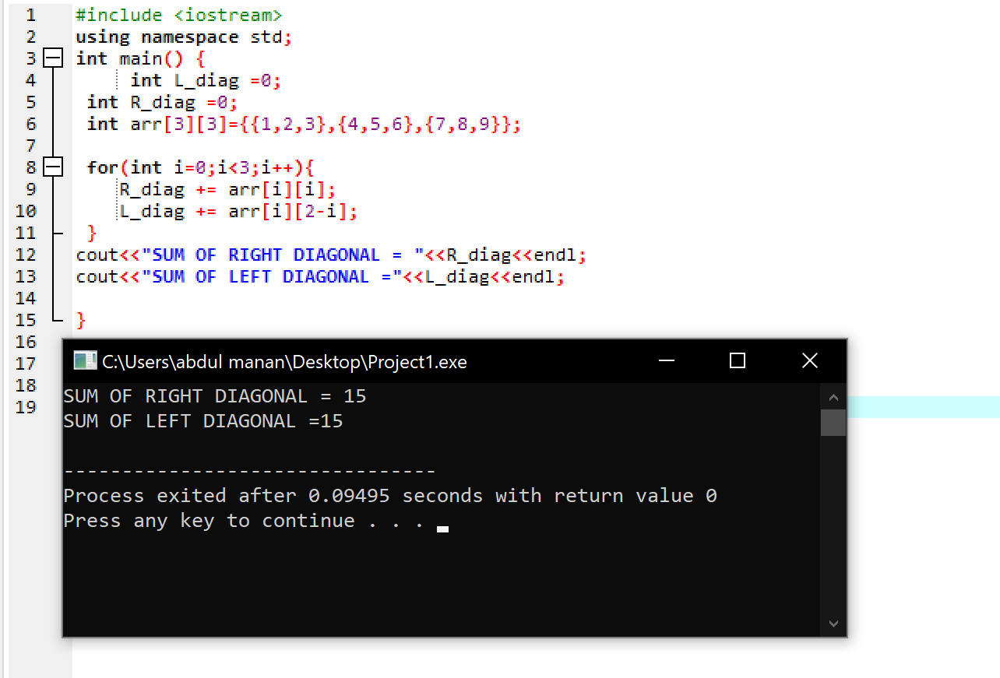 1 #include <iostream>
2 using namespace std;
3 int main() {
4 int L_diag =0;
5 int R_diag =0;
6 int arr[3][3]={{1,2,3},{4,5,6},{7,8,9}};
7
8 for(int i=0;i<3;i++){
9 R_diag += arr[i][i];
10 L_diag += arr[i][2-i];
11 }
12 cout<<"SUM OF RIGHT DIAGONAL = "<<R_diag<<endl;
13 cout<<"SUM OF LEFT DIAGONAL ="<<L_diag<<endl;
14
15 }
16
17
18
19
C:\Users\abdul manan\Desktop\Project1.exe
SUM OF RIGHT DIAGONAL = 15
SUM OF LEFT DIAGONAL =15
--------------------------------
Process exited after 0.09495 seconds with return value 0
Press any key to continue . . .